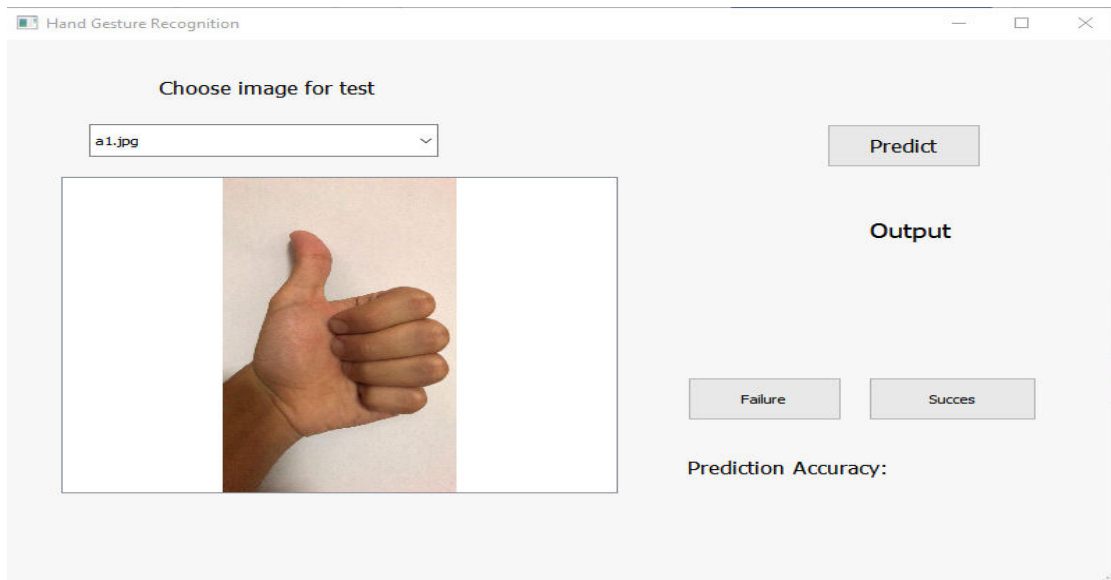 Hand Gesture Recognition
Choose image for test
a1.jpg
Predict
Output
Failure
Succes
Prediction Accuracy: